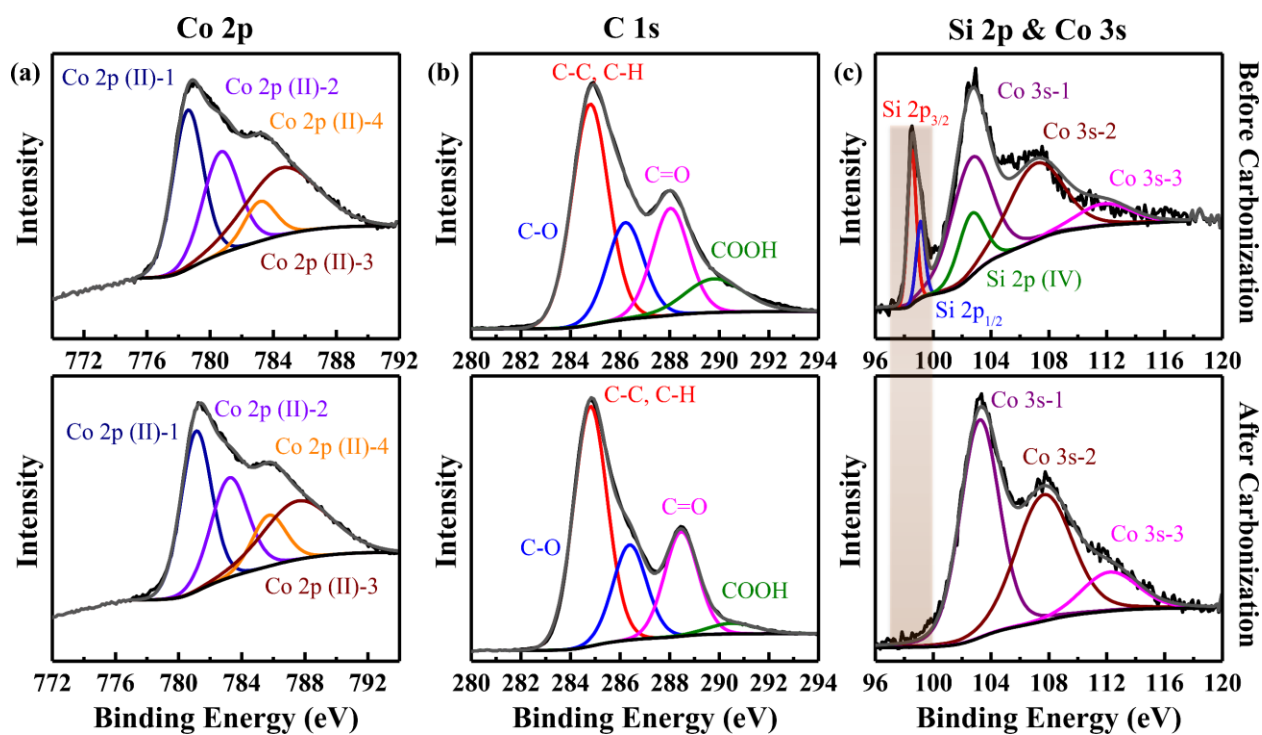 Co 2p
C 1s
Si 2p & Co 3s
(a)
Co 2p (II)-1
Co 2p (II)-2
Co 2p (II)-4
Co 2p (II)-3
Intensity
772 776 780 784 788 792
(b)
C-C, C-H
C=O
C-O
COOH
Intensity
280 282 284 286 288 290 292 294
(c)
Si 2p3/2
Co 3s-1
Co 3s-2
Co 3s-3
Si 2p (IV)
Si 2p1/2
Intensity
96 100 104 108 112 116 120
Before Carbonization
Co 2p (II)-2
Co 2p (II)-1
Co 2p (II)-4
Co 2p (II)-3
Intensity
772 776 780 784 788 792
Binding Energy (eV)
C-C, C-H
C=O
C-O
COOH
Intensity
280 282 284 286 288 290 292 294
Binding Energy (eV)
Co 3s-1
Co 3s-2
Co 3s-3
Intensity
96 100 104 108 112 116 120
Binding Energy (eV)
After Carbonization